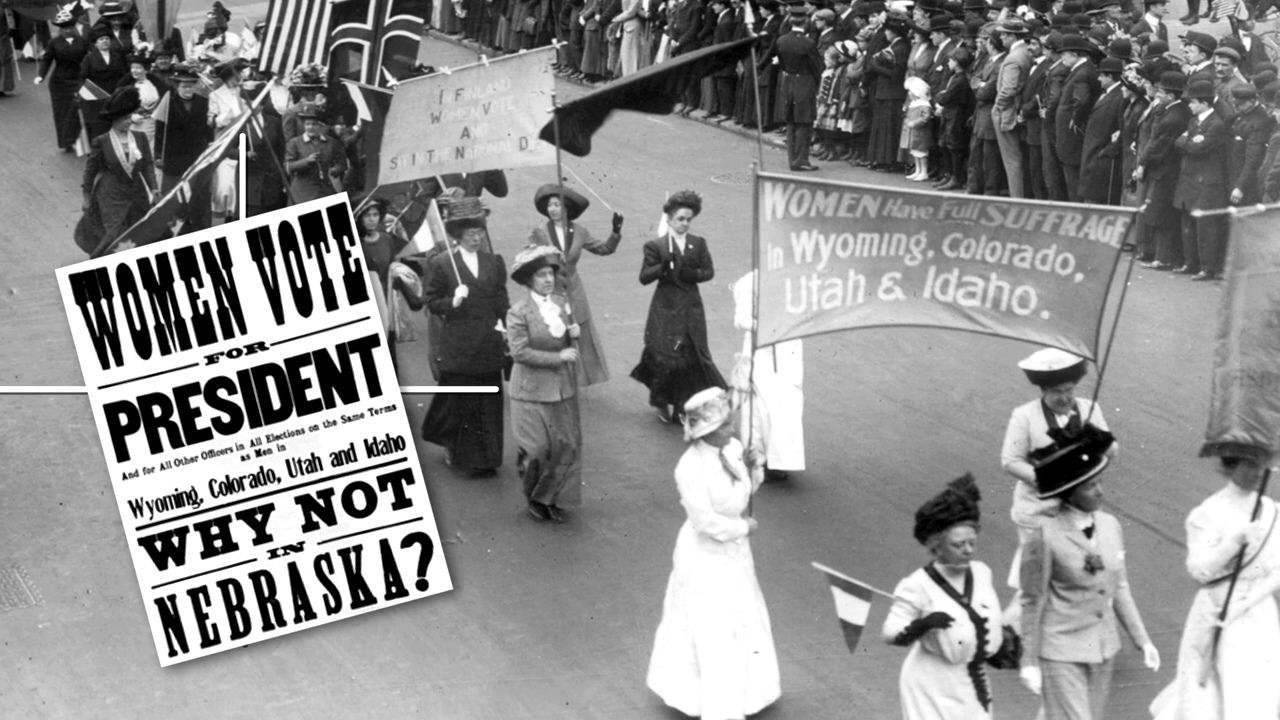 WOMEN VOTE
FOR
PRESIDENT
And for All Other Officers in All Elections on the Same Terms
as Men in
Wyoming, Colorado, Utah and Idaho
WHY NOT
IN
NEBRASKA?
IF
WOMEN VOTE
WOMEN Have Full SUFFRAGE
In Wyoming, Colorado,
Utah & Idaho.